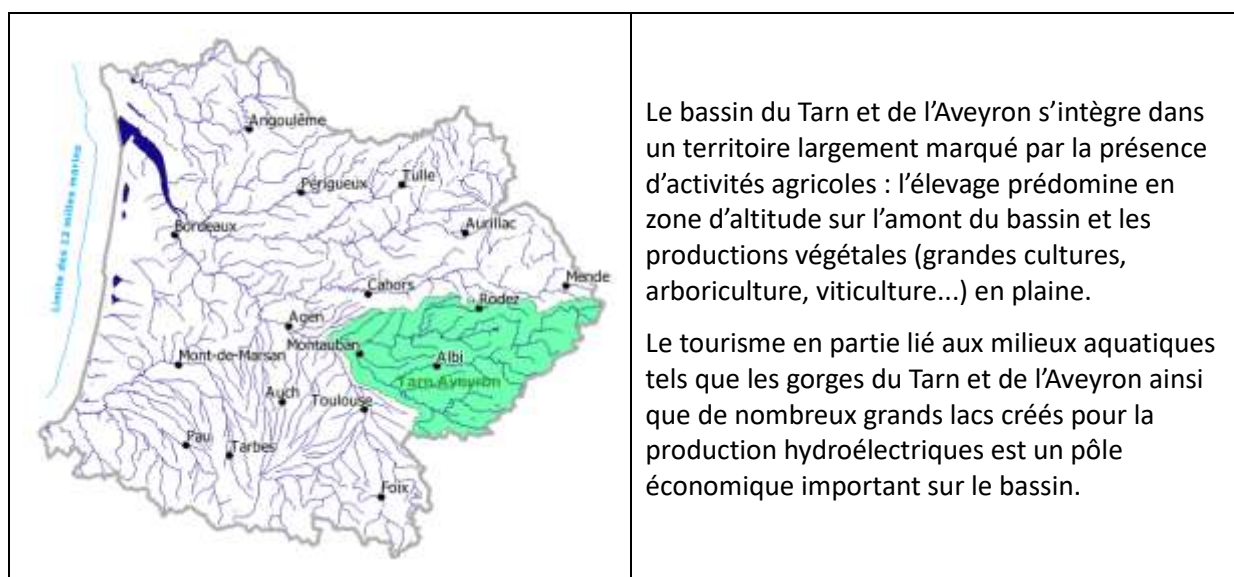 Limite des 12 milles marins
Angoulême
Périgueux
Tulle
Bordeaux
Aurillac
Mende
Cahors
Rodez
Agen
Montauban
Mont-de-Marsan
Albi
Tarn Aveyron
Auch
Toulouse
Pau
Tarbes
Foix
Le bassin du Tarn et de l’Aveyron s’intègre dans
un territoire largement marqué par la présence
d’activités agricoles : l’élevage prédomine en
zone d’altitude sur l’amont du bassin et les
productions végétales (grandes cultures,
arboriculture, viticulture...) en plaine.
Le tourisme en partie lié aux milieux aquatiques
tels que les gorges du Tarn et de l’Aveyron ainsi
que de nombreux grands lacs créés pour la
production hydroélectriques est un pôle
économique important sur le bassin.